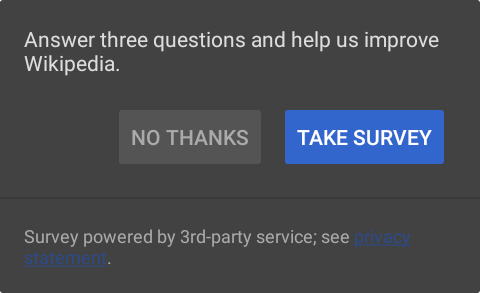 Answer three questions and help us improve
Wikipedia.
NO THANKS
TAKE SURVEY
Survey powered by 3rd-party service; see privacy
statement.